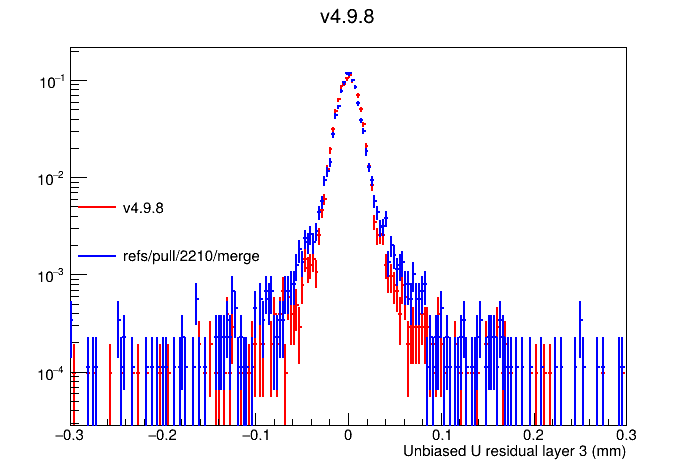 v4.9.8
10⁻¹
10⁻²
v4.9.8
refs/pull/2210/merge
10⁻³
10⁻⁴
−0.3 −0.2 −0.1 0 0.1 0.2 0.3
Unbiased U residual layer 3 (mm)